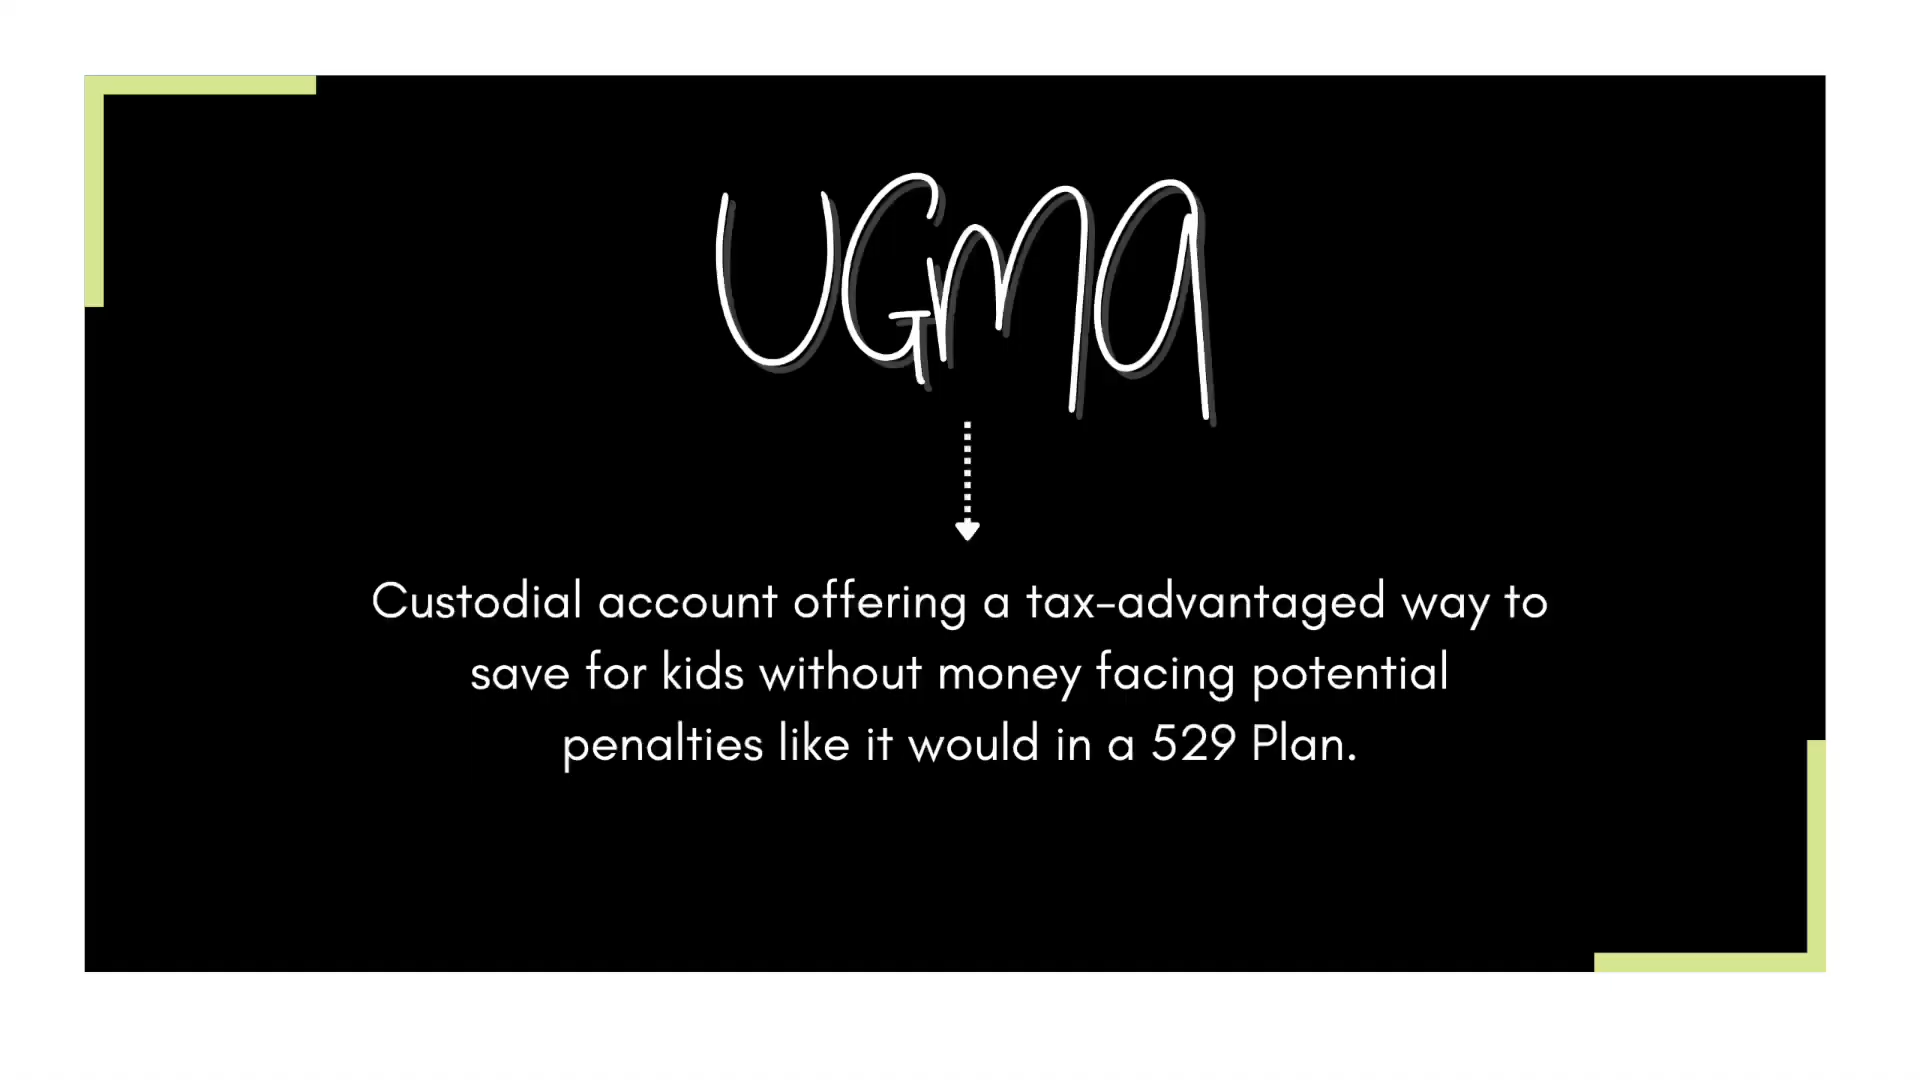 UGMA
Custodial account offering a tax-advantaged way to
save for kids without money facing potential
penalties like it would in a 529 Plan.